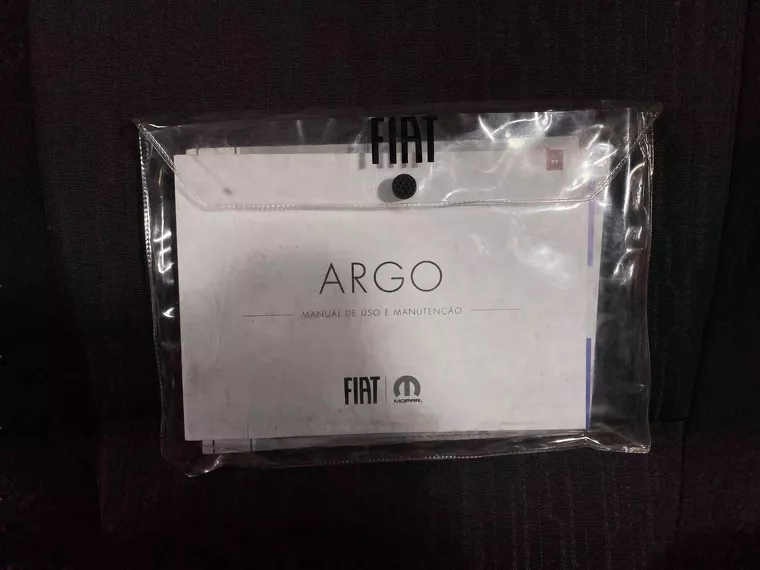 FIAT
ARGO
MANUAL DE USO E MANUTENÇÃO
FIAT MOPAR